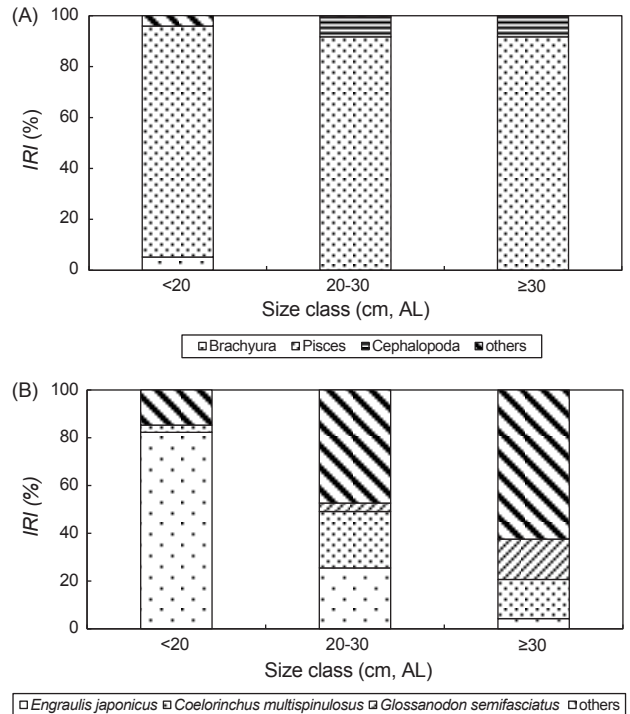 (A)
100
80
60
40
20
0
IRI (%)
<20 20-30 ≥30
Size class (cm, AL)
Brachyura Pisces Cephalopoda others
(B)
100
80
60
40
20
0
IRI (%)
<20 20-30 ≥30
Size class (cm, AL)
Engraulis japonicus Coelorinchus multispinulosus Glossanodon semifasciatus others